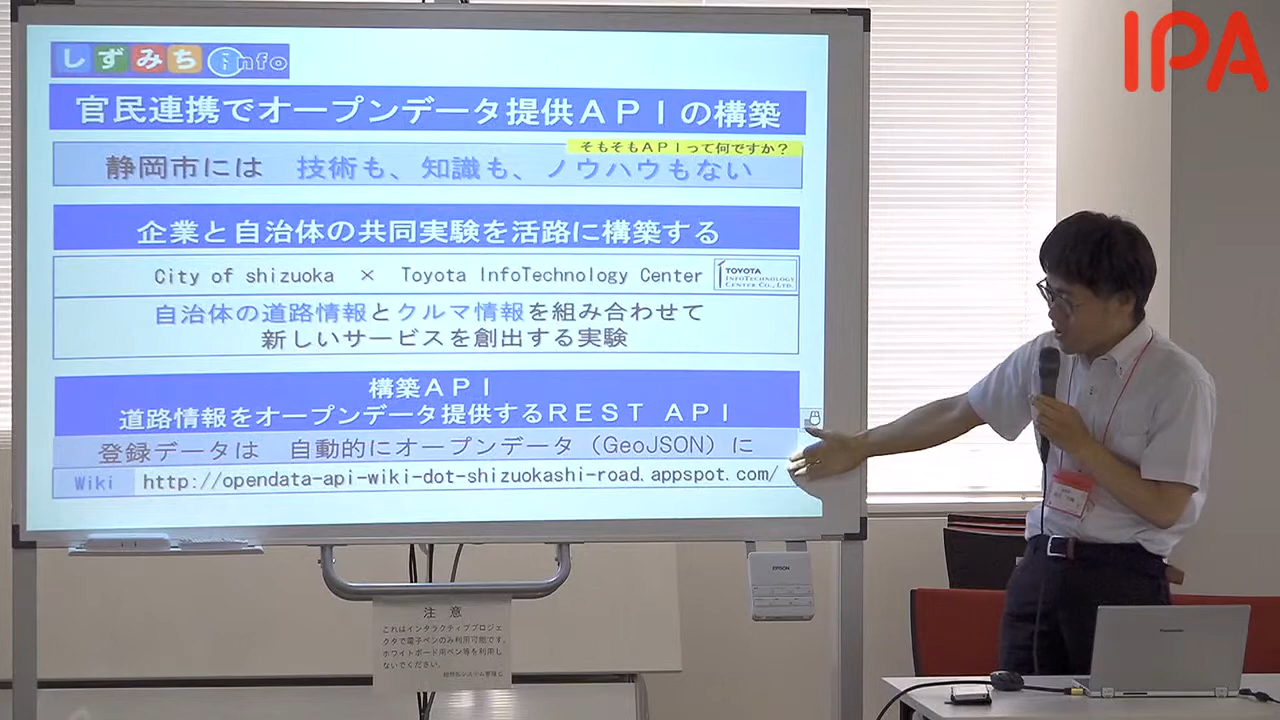 IPA
しずみち info
官民連携でオープンデータ提供ＡＰＩの構築
そもそもＡＰＩって何ですか？
静岡市には 技術も、知識も、ノウハウもない
企業と自治体の共同実験を活路に構築する
City of shizuoka × Toyota InfoTechnology Center
TOYOTA
INFOTECHNOLOGY
CENTER CO., LTD.
自治体の道路情報とクルマ情報を組み合わせて
新しいサービスを創出する実験
構築ＡＰＩ
道路情報をオープンデータ提供するＲＥＳＴ ＡＰＩ
登録データは 自動的にオープンデータ（GeoJSON）に
Wiki http://opendata-api-wiki-dot-shizuokashi-road.appspot.com/
EPSON
注意
これはインタラクティブプロジェ
クタで電子ペンのみ利用可能です。
ホワイトボード用ペン等を利用し
ないでください。
Panasonic